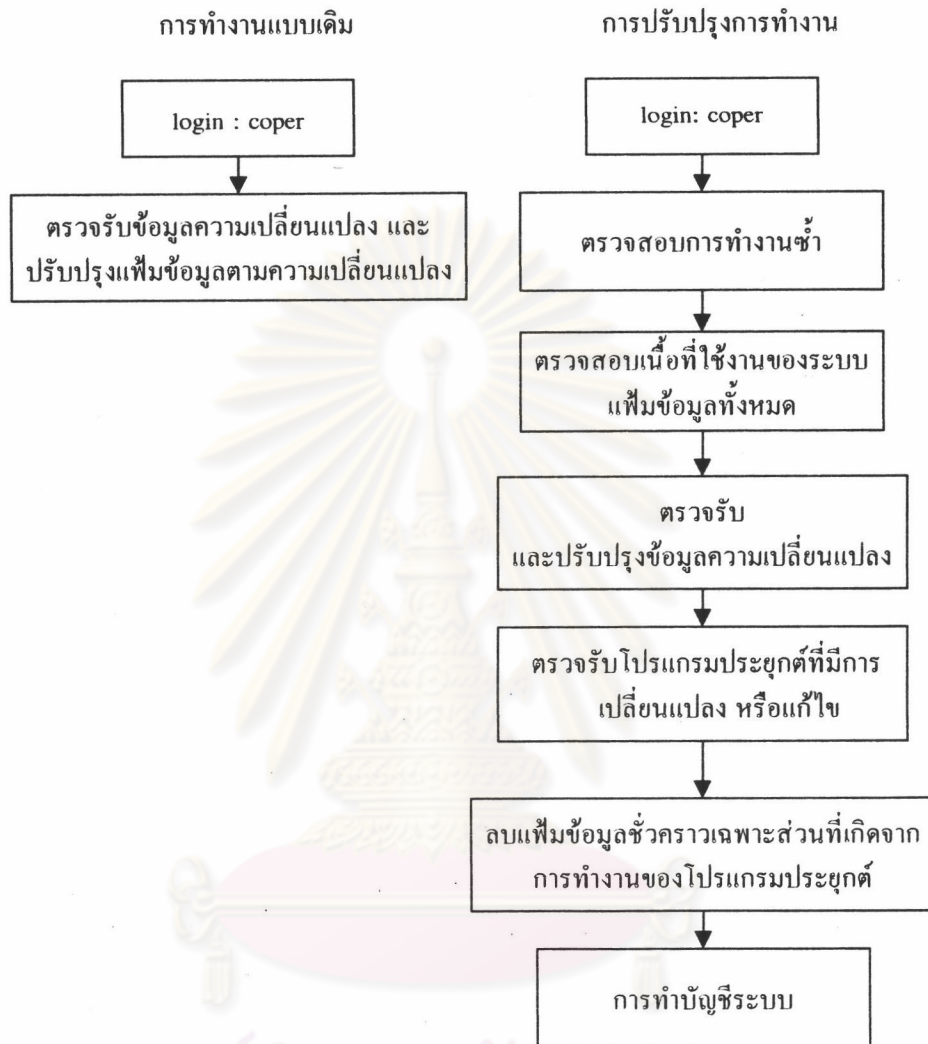 การทำงานแบบเดิม
login : coper
ตรวจรับข้อมูลความเปลี่ยนแปลง และ
ปรับปรุงแฟ้มข้อมูลตามความเปลี่ยนแปลง
การปรับปรุงการทำงาน
login: coper
ตรวจสอบการทำงานซ้ำ
ตรวจสอบเนื้อที่ใช้งานของระบบ
แฟ้มข้อมูลทั้งหมด
ตรวจรับ
และปรับปรุงข้อมูลความเปลี่ยนแปลง
ตรวจรับโปรแกรมประยุกต์ที่มีการ
เปลี่ยนแปลง หรือแก้ไข
ลบแฟ้มข้อมูลชั่วคราวเฉพาะส่วนที่เกิดจาก
การทำงานของโปรแกรมประยุกต์
การทำบัญชีระบบ